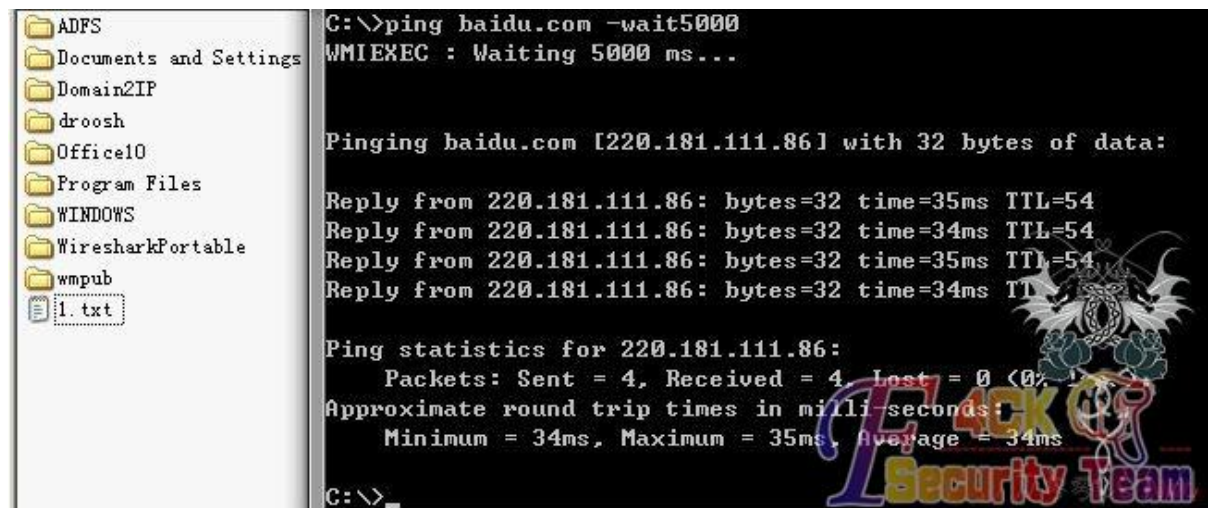 ADFS
Documents and Settings
Domain2IP
droosh
Office10
Program Files
WINDOWS
WiresharkPortable
wmpub
1.txt
C:\>ping baidu.com -wait5000
WMIEXEC : Waiting 5000 ms...
Pinging baidu.com [220.181.111.86] with 32 bytes of data:
Reply from 220.181.111.86: bytes=32 time=35ms TTL=54
Reply from 220.181.111.86: bytes=32 time=34ms TTL=54
Reply from 220.181.111.86: bytes=32 time=35ms TTL=54
Reply from 220.181.111.86: bytes=32 time=34ms
Ping statistics for 220.181.111.86:
Packets: Sent = 4, Received = 4, Lost = 0 (0%
Approximate round trip times in milli-seconds:
Minimum = 34ms, Maximum = 35ms, Average = 34ms
C:\>_
F4CK
Security Team